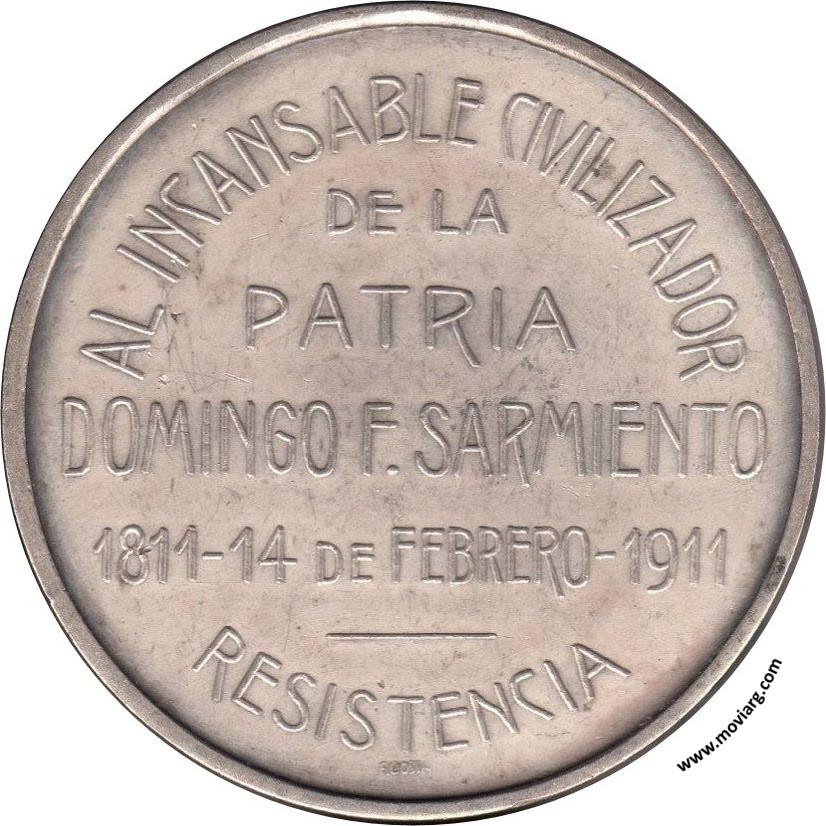 AL INCANSABLE CIVILIZADOR
DE LA
PATRIA
DOMINGO F. SARMIENTO
1811-14 DE FEBRERO-1911
RESISTENCIA
www.moviarg.com